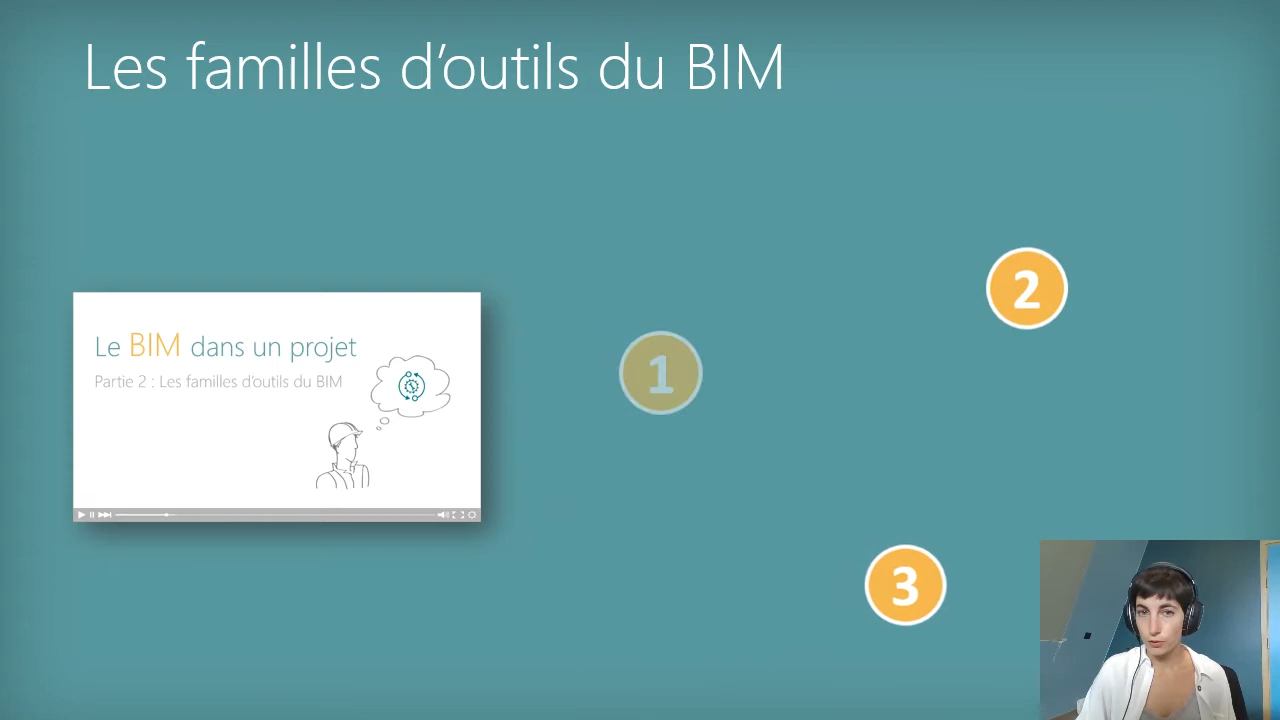 Les familles d’outils du BIM
2
Le BIM dans un projet
1
Partie 2 : Les familles d’outils du BIM
3